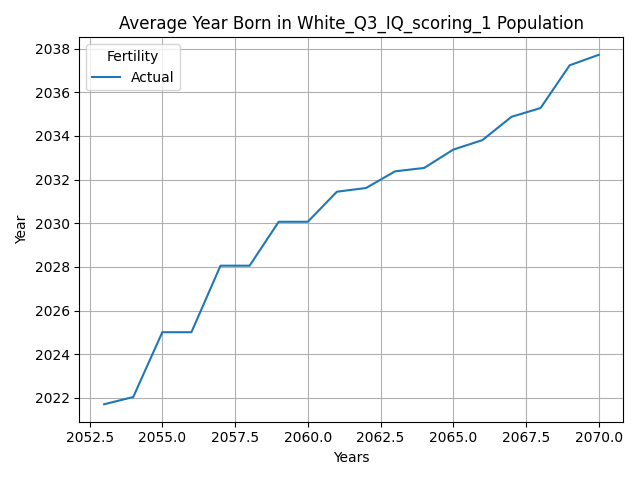 Average Year Born in White_Q3_IQ_scoring_1 Population
Fertility
Actual
Year
2038
2036
2034
2032
2030
2028
2026
2024
2022
2052.5 2055.0 2057.5 2060.0 2062.5 2065.0 2067.5 2070.0
Years